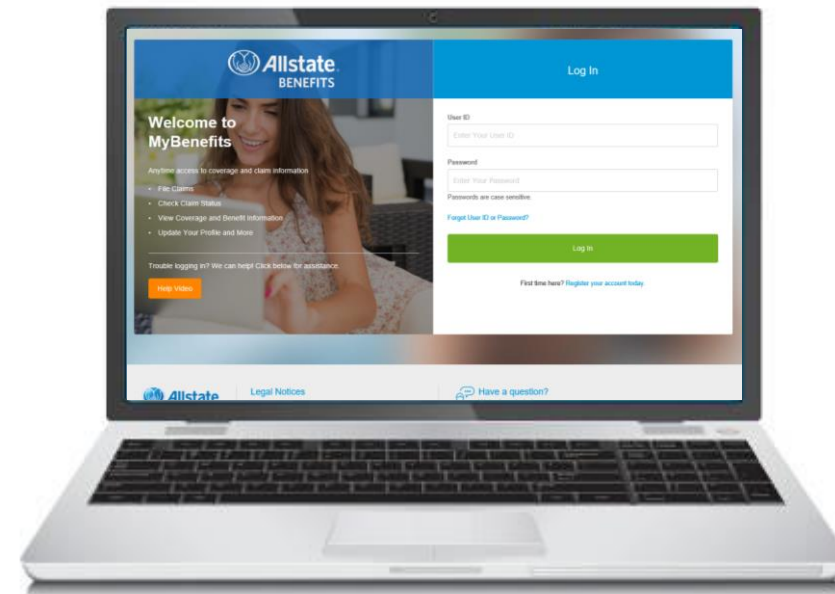 Allstate
BENEFITS
Welcome to
MyBenefits
Anytime access to coverage and claim information
• File Claims
• Check Claim Status
• View Coverage and Benefit Information
• Update Your Profile and More
Trouble logging in? We can help! Click below for assistance.
Help Video
Log In
User ID
Enter Your User ID
Password
Enter Your Password
Passwords are case sensitive.
Forgot User ID or Password?
Log In
First time here? Register your account today
Allstate
Legal Notices
Have a question?